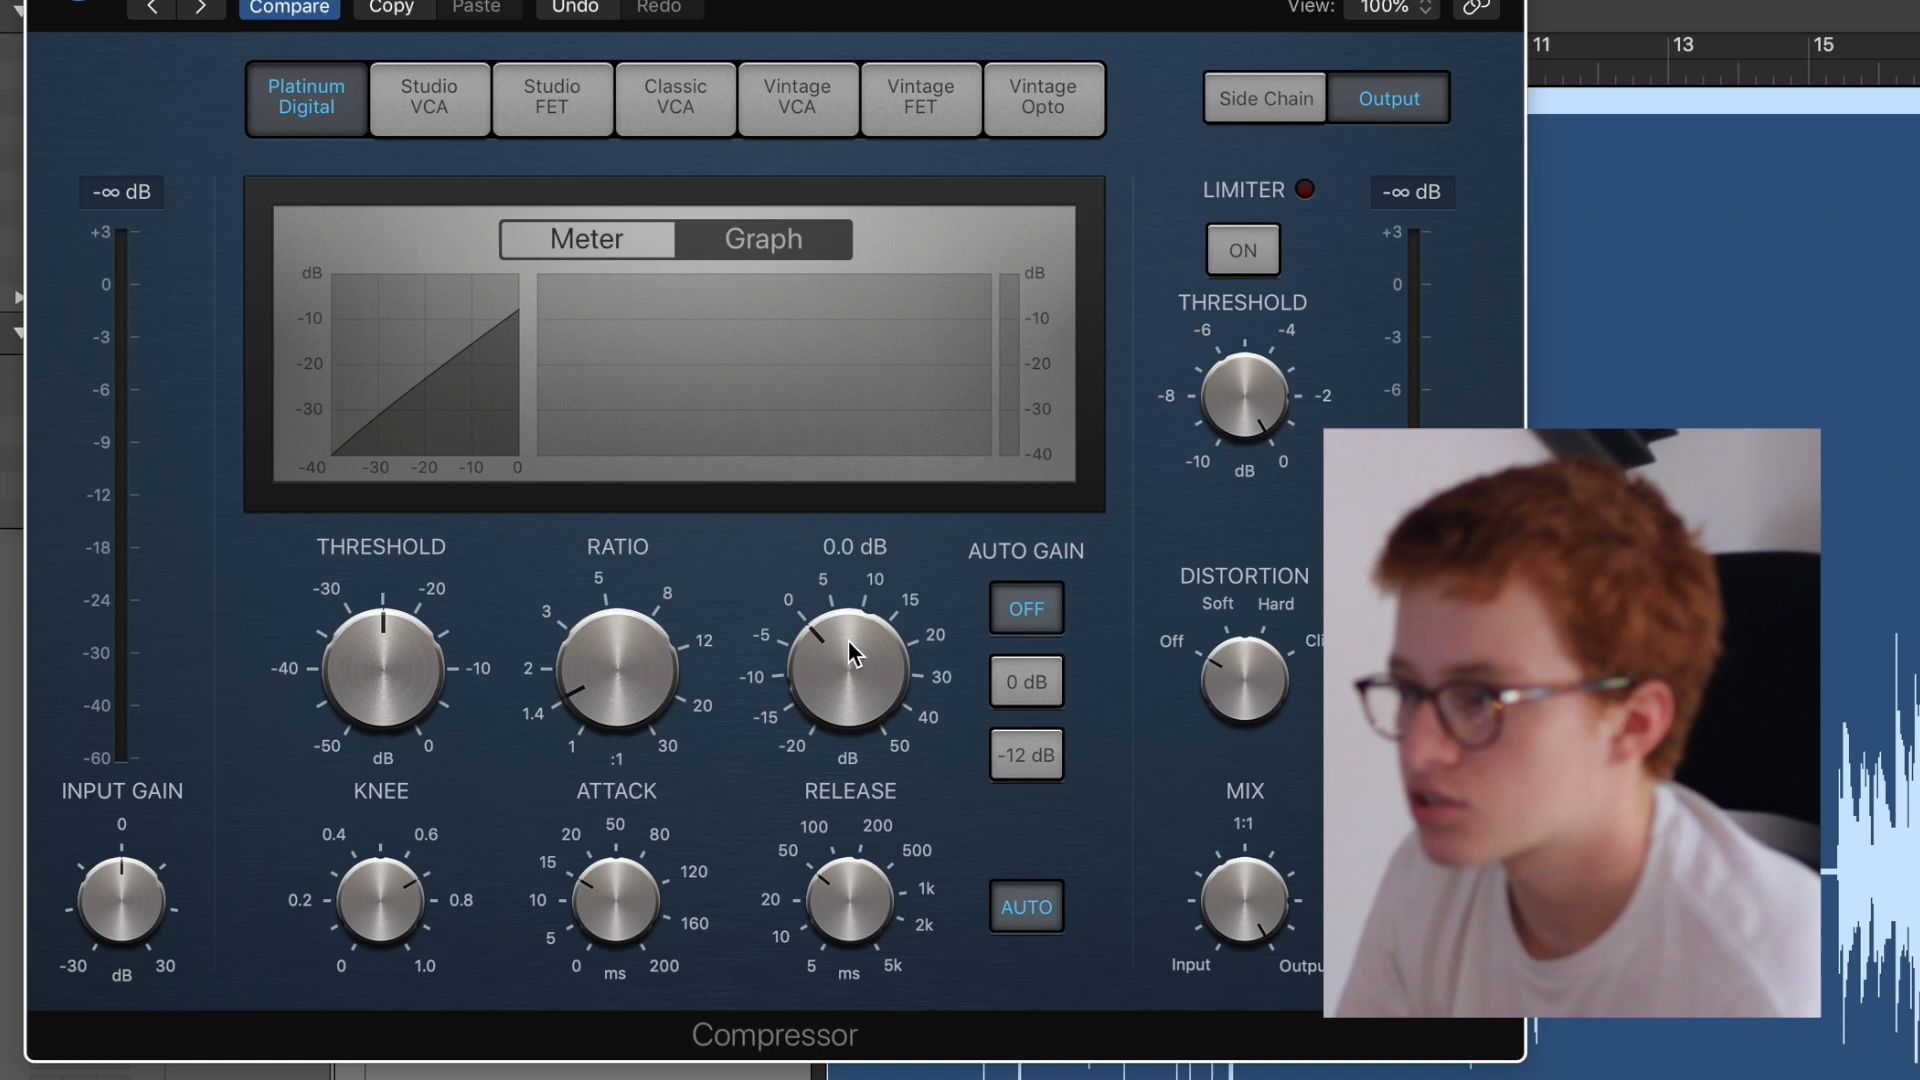 Compare Copy Paste Undo Redo View: 100%
11 13 15
Platinum Digital
Studio VCA
Studio FET
Classic VCA
Vintage VCA
Vintage FET
Vintage Opto
Side Chain Output
-∞ dB
+3
0
-3
-6
-9
-12
-18
-24
-30
-40
-60
INPUT GAIN
0
-30 dB 30
Meter Graph
dB
-10
-20
-30
-40 -30 -20 -10 0
dB
-10
-20
-30
-40
THRESHOLD
-30 -20
-40 -10
-50 dB 0
RATIO
5
3 8
2 12
1.4 20
1 :1 30
0.0 dB
5 10
0 15
-5 20
-10 30
-15 40
-20 dB 50
AUTO GAIN
OFF
0 dB
-12 dB
KNEE
0.4 0.6
0.2 0.8
0 1.0
ATTACK
20 50 80
15 120
10 160
5
0 ms 200
RELEASE
100 200
50 500
20 1k
10 2k
5 ms 5k
AUTO
LIMITER
ON
-∞ dB
+3
0
-3
-6
THRESHOLD
-6 -4
-8 -2
-10 dB 0
DISTORTION
Soft Hard
Off
MIX
1:1
Input
Compressor